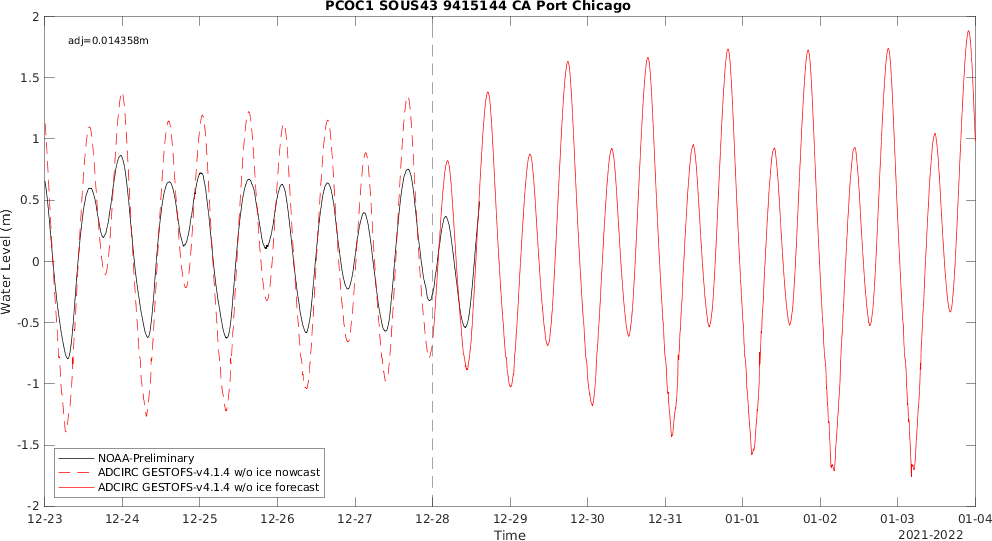 PCOC1 SOUS43 9415144 CA Port Chicago
adj=0.014358m
2
1.5
1
0.5
0
-0.5
-1
-1.5
-2
Water Level (m)
NOAA-Preliminary
ADCIRC GESTOFS-v4.1.4 w/o ice nowcast
ADCIRC GESTOFS-v4.1.4 w/o ice forecast
12-23 12-24 12-25 12-26 12-27 12-28 12-29 12-30 12-31 01-01 01-02 01-03 01-04
Time
2021-2022